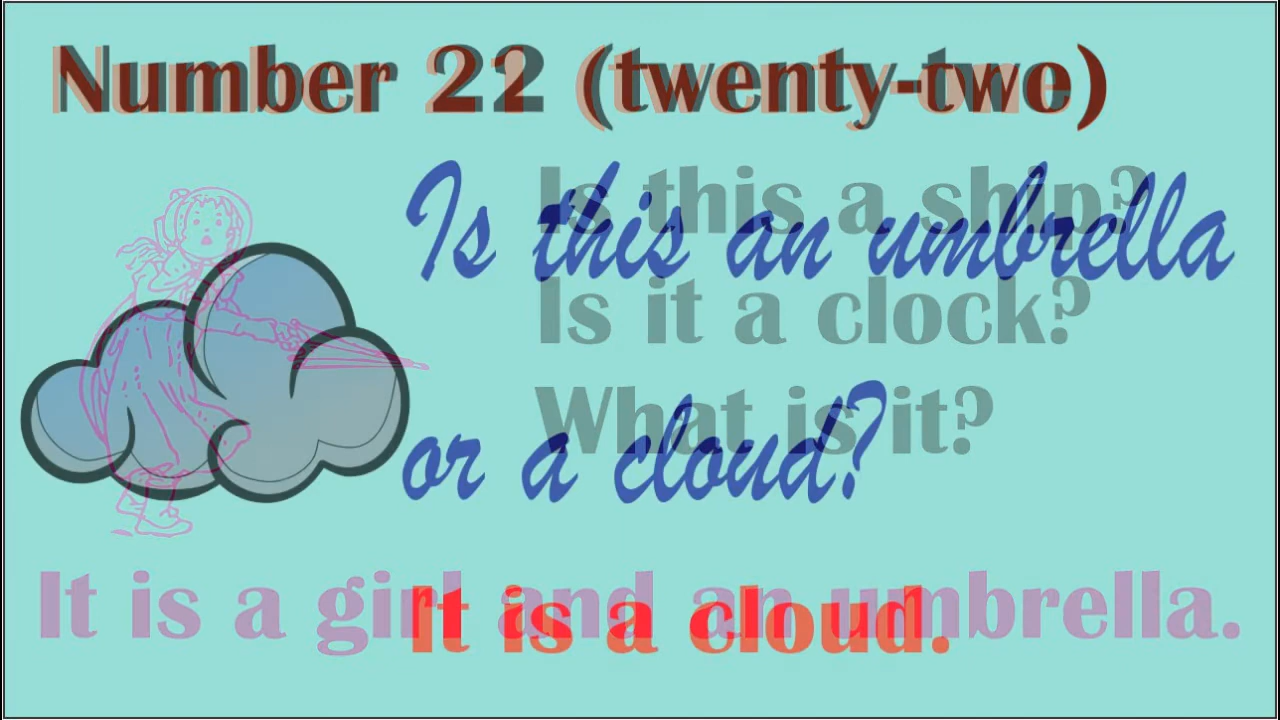 Number 22 (twenty-two)
Is this an umbrella
or a cloud?
It is a cloud.
Is this a ship?
Is it a clock?
What is it?
It is a girl and an umbrella.